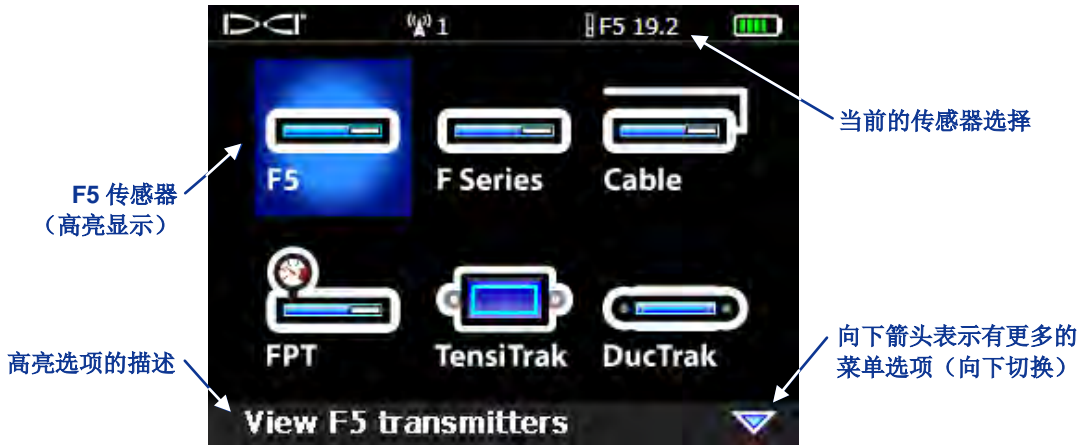 DCI
1
F5 19.2
当前的传感器选择
F5
F Series
Cable
F5 传感器
（高亮显示）
FPT
TensiTrak
DucTrak
向下箭头表示有更多的
菜单选项（向下切换）
高亮选项的描述
View F5 transmitters